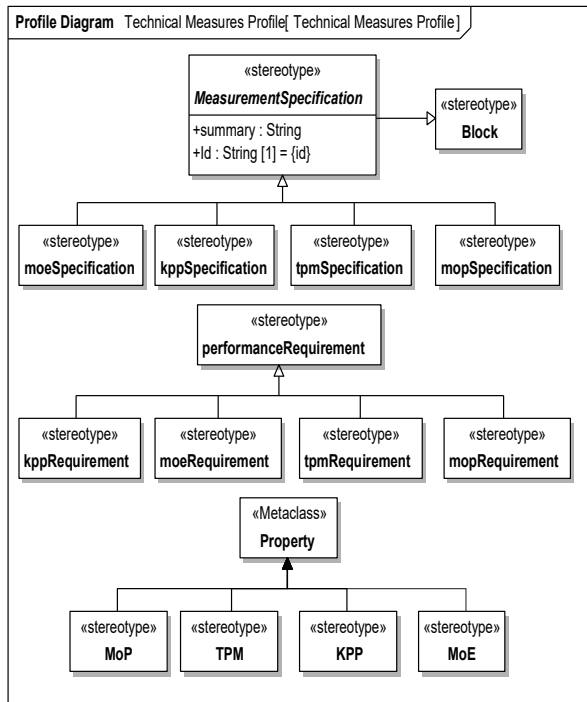 Profile Diagram Technical Measures Profile[ Technical Measures Profile ]
«stereotype»
MeasurementSpecification
+summary : String
+Id : String [1] = {id}
«stereotype»
Block
«stereotype»
moeSpecification
«stereotype»
kppSpecification
«stereotype»
tpmSpecification
«stereotype»
mopSpecification
«stereotype»
performanceRequirement
«stereotype»
kppRequirement
«stereotype»
moeRequirement
«stereotype»
tpmRequirement
«stereotype»
mopRequirement
«Metaclass»
Property
«stereotype»
MoP
«stereotype»
TPM
«stereotype»
KPP
«stereotype»
MoE